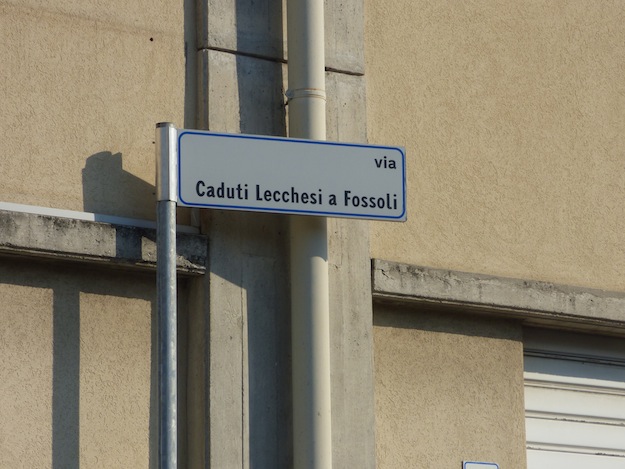 via
Caduti Lecchesi a Fossoli